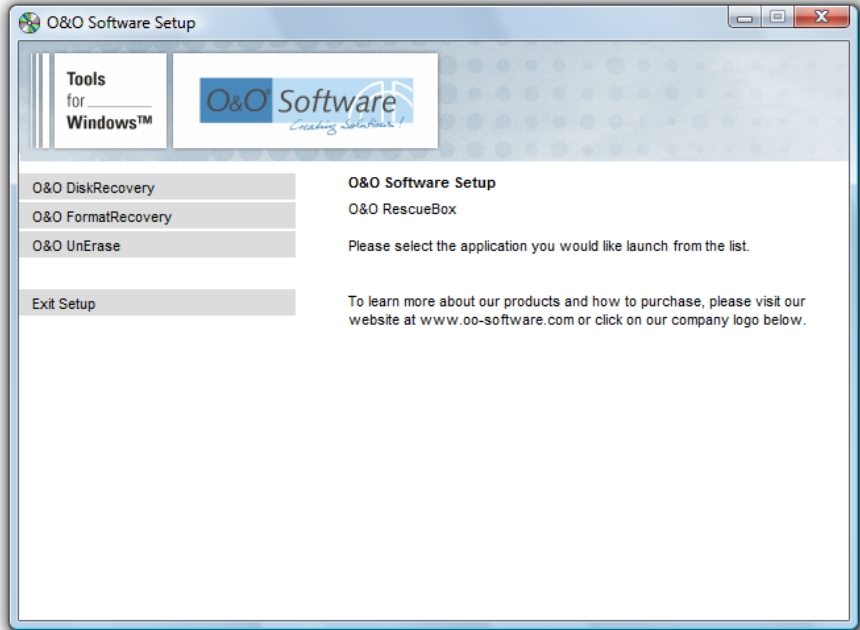 O&O Software Setup
Tools
for
Windows™
O&O® Software
Creating Solutions!
O&O DiskRecovery
O&O FormatRecovery
O&O UnErase
Exit Setup
O&O Software Setup
O&O RescueBox
Please select the application you would like launch from the list.
To learn more about our products and how to purchase, please visit our
website at www.oo-software.com or click on our company logo below.